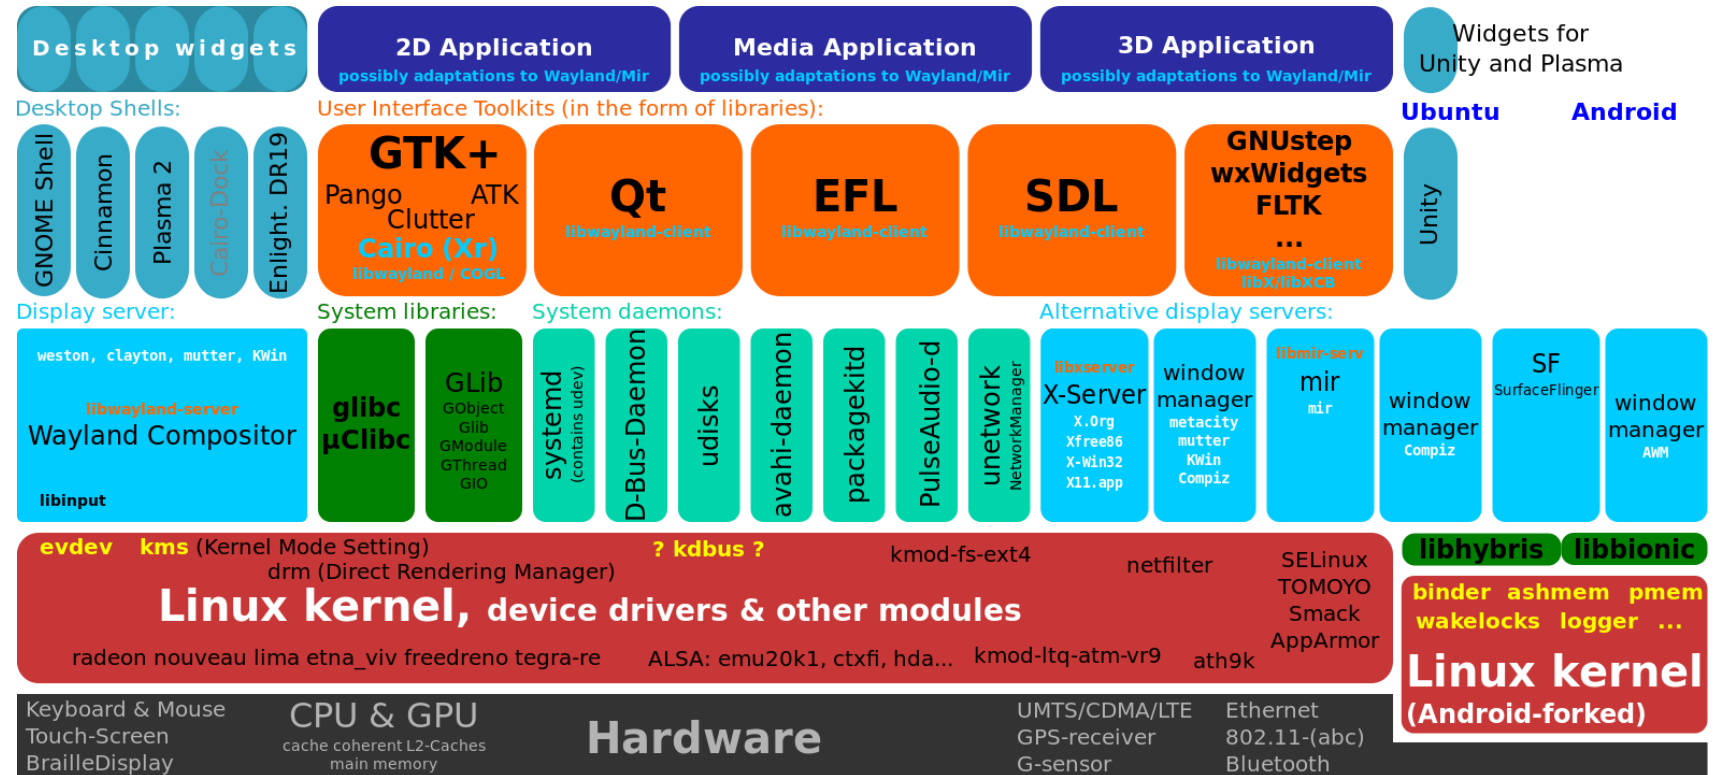 Desktop widgets
2D Application
possibly adaptations to Wayland/Mir
Media Application
possibly adaptations to Wayland/Mir
3D Application
possibly adaptations to Wayland/Mir
Widgets for
Unity and Plasma
Desktop Shells:
User Interface Toolkits (in the form of libraries):
Ubuntu
Android
GNOME Shell
Cinnamon
Plasma 2
Cairo-Dock
Enlight. DR19
GTK+
Pango
ATK
Clutter
Cairo (Xr)
libwayland / COGL
Qt
libwayland-client
EFL
libwayland-client
SDL
libwayland-client
GNUstep
wxWidgets
FLTK
...
libwayland-client
libX/libXCB
Unity
Display server:
System libraries:
System daemons:
Alternative display servers:
weston, clayton, mutter, KWin
libwayland-server
Wayland Compositor
libinput
glibc
µClibc
GLib
GObject
Glib
GModule
GThread
GIO
systemd
(contains udev)
D-Bus-Daemon
udisks
avahi-daemon
packagekitd
PulseAudio-d
unetwork
NetworkManager
libxserver
X-Server
X.Org
Xfree86
X-Win32
X11.app
window
manager
metacity
mutter
KWin
Compiz
libmir-serv
mir
mir
window
manager
Compiz
SF
SurfaceFlinger
window
manager
AWM
evdev kms (Kernel Mode Setting)
drm (Direct Rendering Manager)
? kdbus ?
kmod-fs-ext4
netfilter
SELinux
TOMOYO
Smack
AppArmor
Linux kernel, device drivers & other modules
radeon nouveau lima etna_viv freedreno tegra-re
ALSA: emu20k1, ctxfi, hda...
kmod-ltq-atm-vr9
ath9k
libhybris
libbionic
binder ashmem pmem
wakelocks logger ...
Linux kernel
(Android-forked)
Keyboard & Mouse
Touch-Screen
BrailleDisplay
CPU & GPU
cache coherent L2-Caches
main memory
Hardware
UMTS/CDMA/LTE
GPS-receiver
G-sensor
Ethernet
802.11-(abc)
Bluetooth